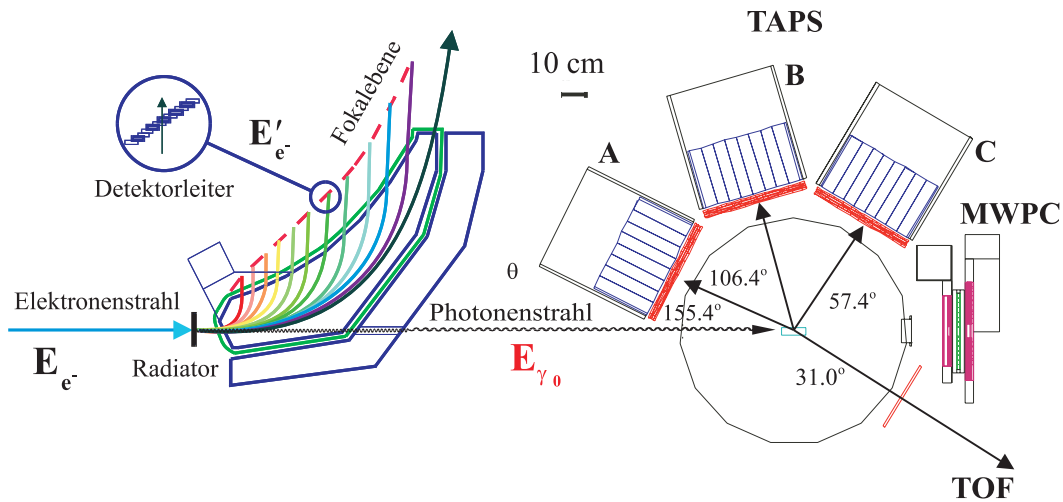 TAPS
10 cm
B
Fokalebene
E′e-
A
C
Detektorleiter
MWPC
θ
106.4°
57.4°
Elektronenstrahl
155.4°
Photonenstrahl
Ee-
Radiator
Eγ0
31.0°
TOF